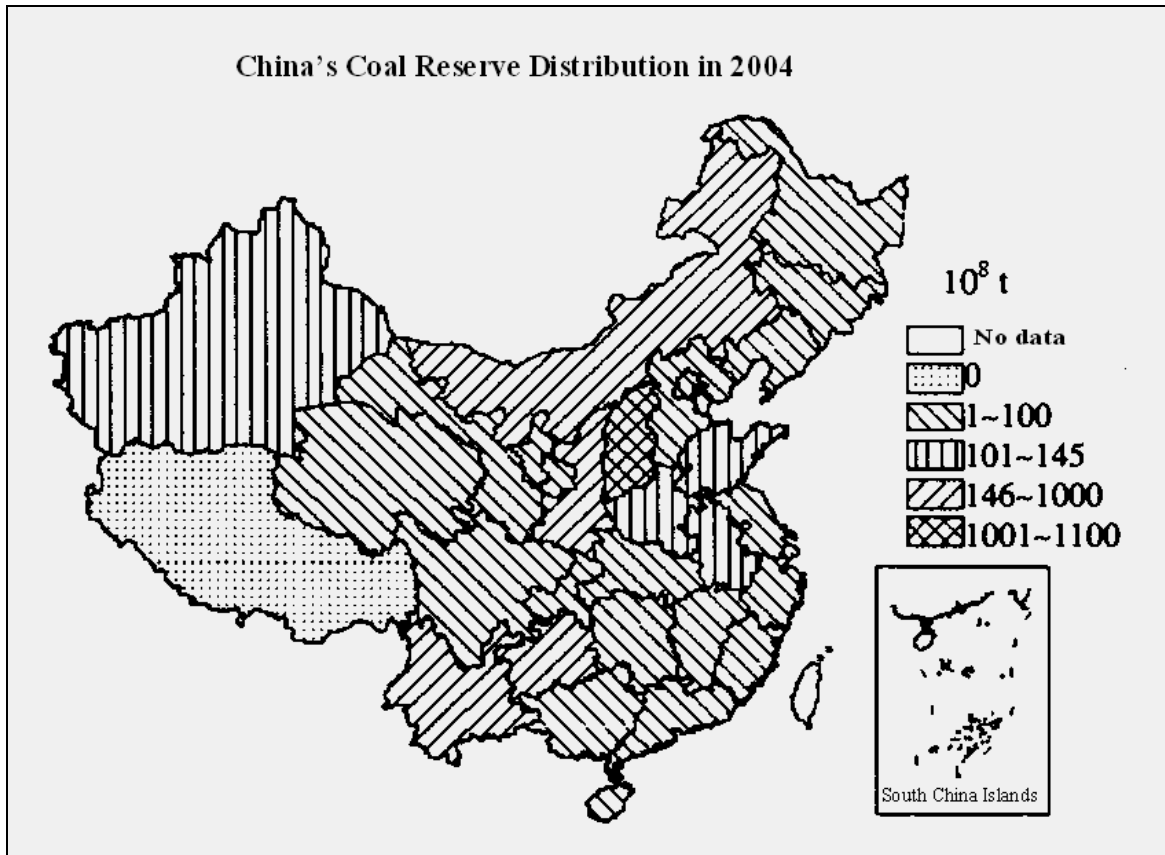 China's Coal Reserve Distribution in 2004
10⁸ t
No data
0
1~100
101~145
146~1000
1001~1100
South China Islands